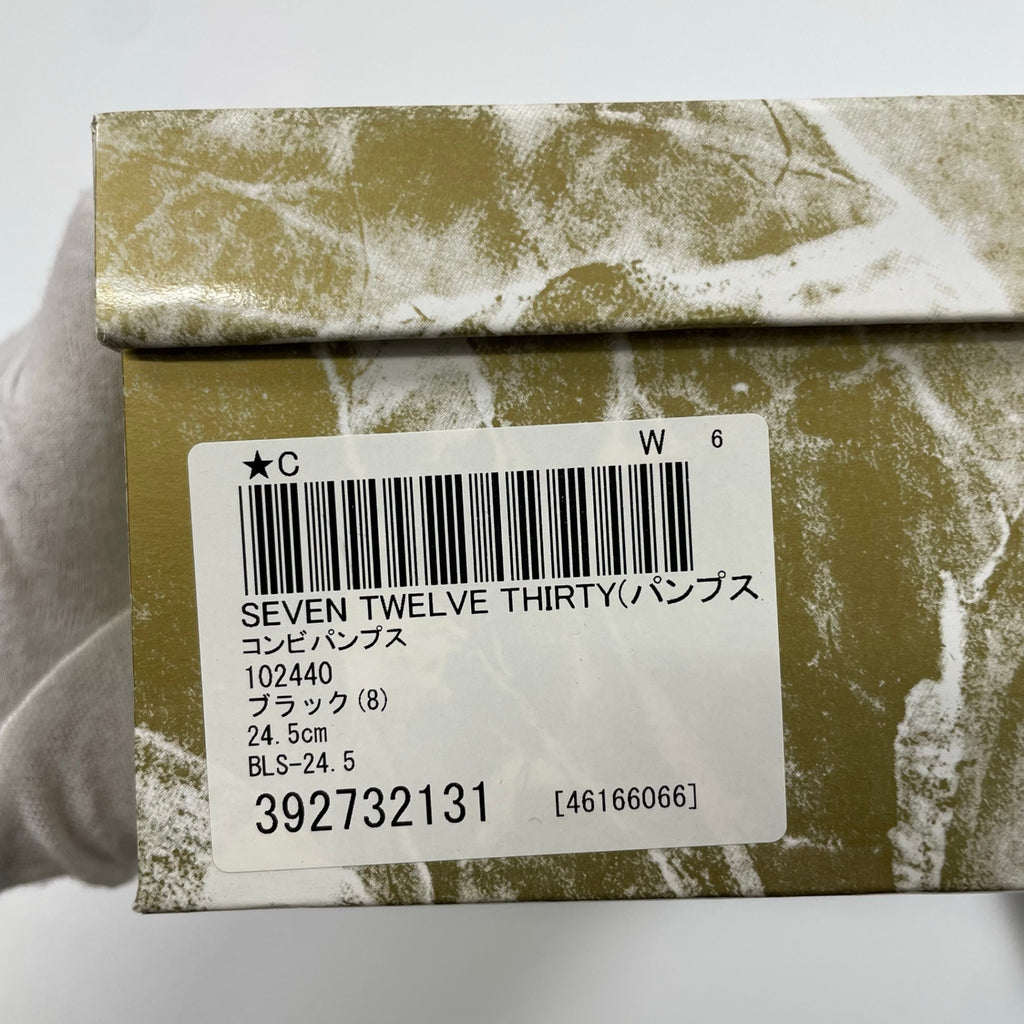 ★C W 6
SEVEN TWELVE THIRTY(パンプス
コンビパンプス
102440
ブラック(8)
24.5cm
BLS-24.5
392732131 [46166066]